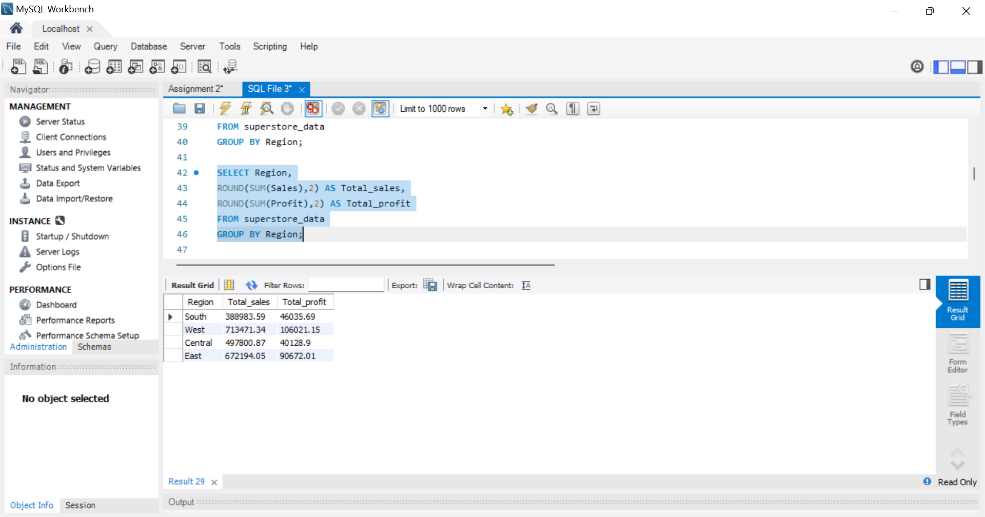 MySQL Workbench
Localhost
File Edit View Query Database Server Tools Scripting Help
Navigator
MANAGEMENT
Server Status
Client Connections
Users and Privileges
Status and System Variables
Data Export
Data Import/Restore
INSTANCE
Startup / Shutdown
Server Logs
Options File
PERFORMANCE
Dashboard
Performance Reports
Performance Schema Setup
Administration Schemas
Information
No object selected
Object Info Session
Assignment 2* SQL File 3*
Limit to 1000 rows
39 FROM superstore_data
40 GROUP BY Region;
41
42 SELECT Region,
43 ROUND(SUM(Sales),2) AS Total_sales,
44 ROUND(SUM(Profit),2) AS Total_profit
45 FROM superstore_data
46 GROUP BY Region;
47
Result Grid Filter Rows: Export: Wrap Cell Content:
Region Total_sales Total_profit
South 388983.59 46035.69
West 713471.34 106021.15
Central 497800.87 40128.9
East 672194.05 90672.01
Result Grid
Form Editor
Field Types
Result 29 Read Only
Output